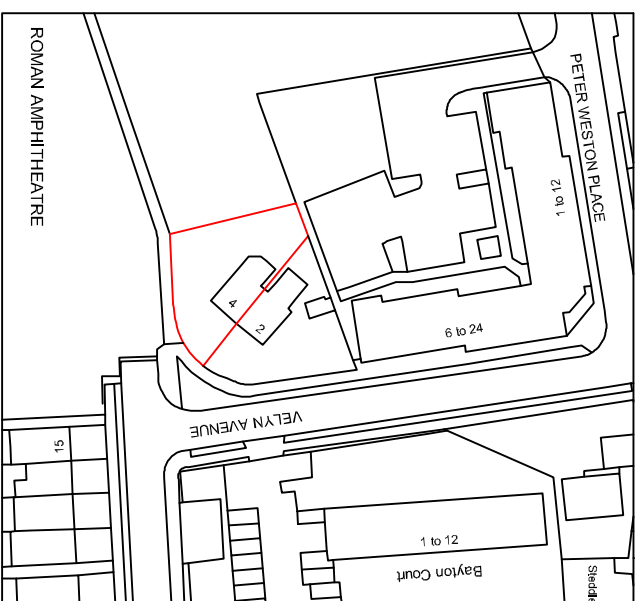 ROMAN AMPHITHEATRE
PETER WESTON PLACE
1 to 12
6 to 24
4
2
VELYN AVENUE
15
1 to 12
Bayton Court